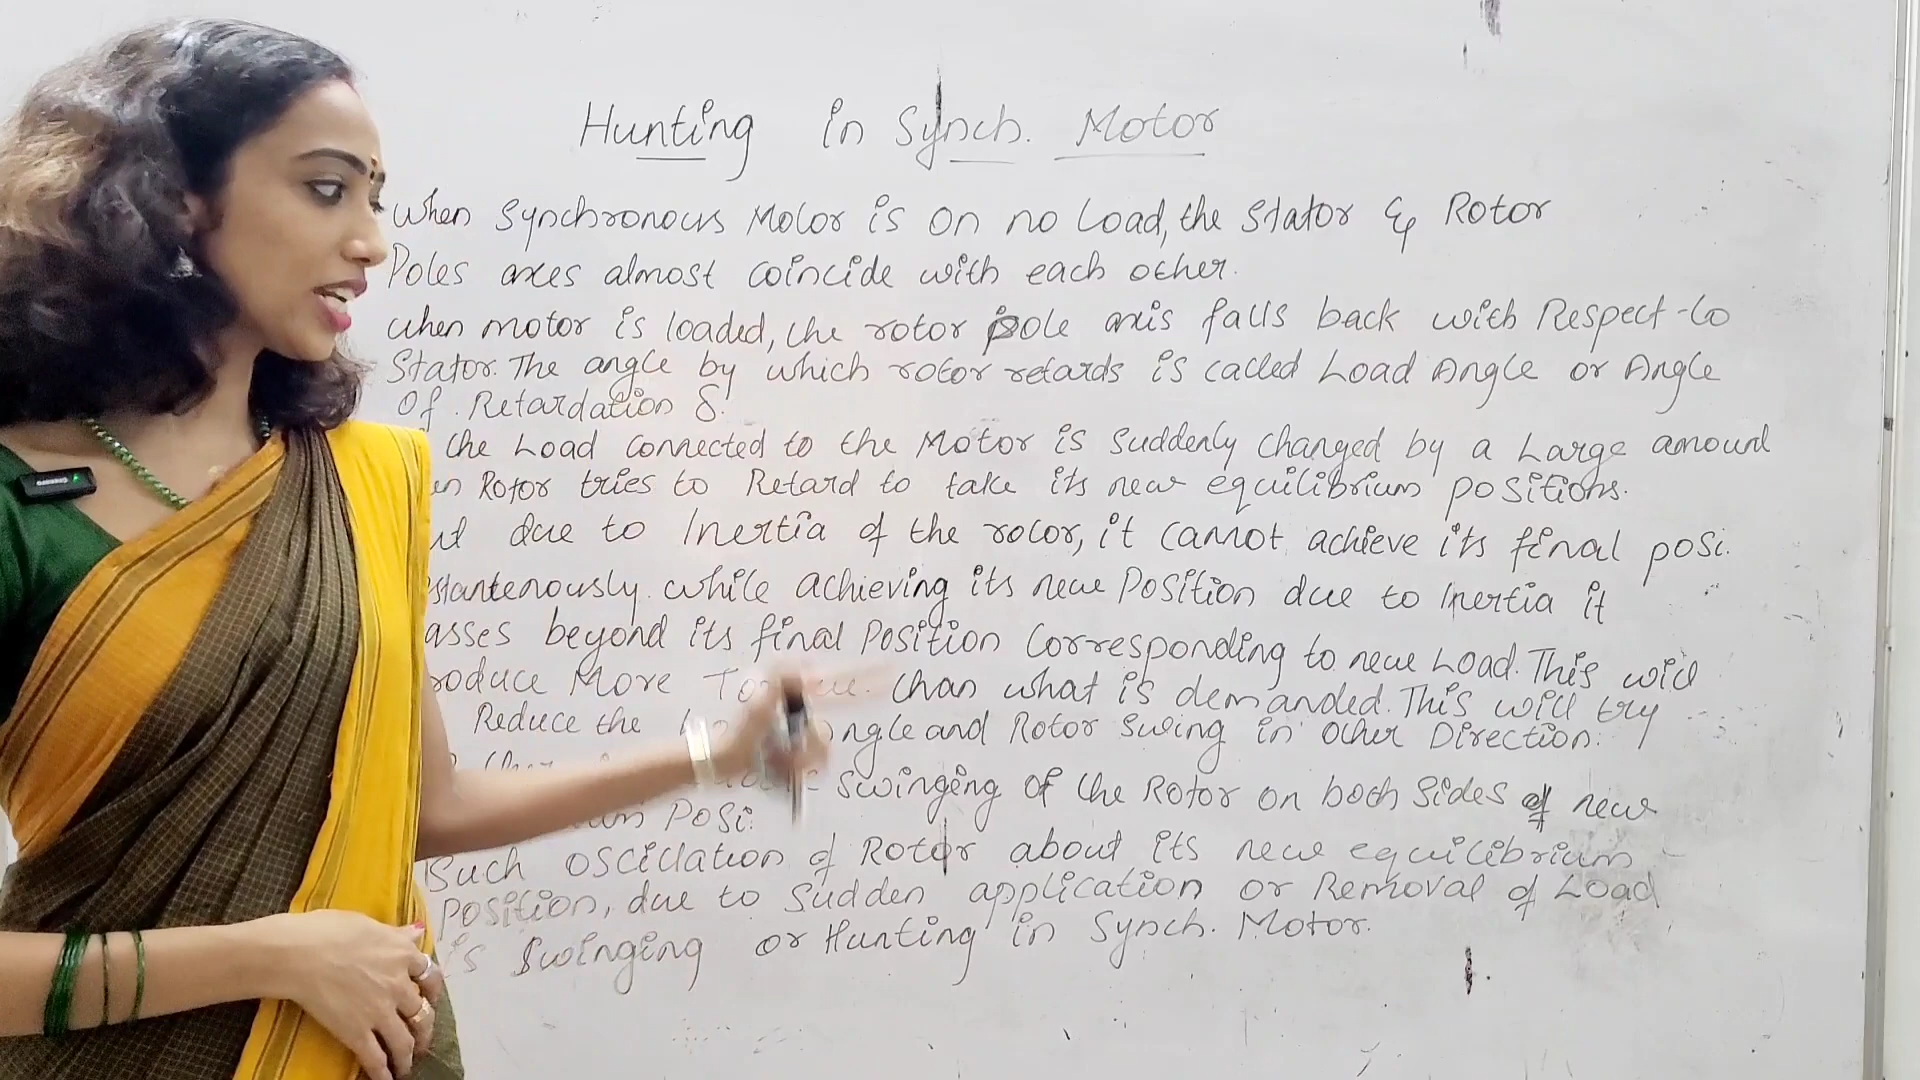 Hunting in Synch. Motor
when Synchronous Motor is on no Load, the Stator & Rotor
Poles axes almost coincide with each other.
when motor is loaded, the rotor pole axis falls back with Respect to
Stator. The angle by which rotor retards is called Load Angle or Angle
of Retardation δ.
the Load connected to the Motor is Suddenly changed by a Large amount
en Rotor tries to Retard to take its new equilibrium positions.
ut due to Inertia of the rotor, it cannot achieve its final posi.
stantenously. while achieving its new Position due to Inertia it
asses beyond its final Position Corresponding to new Load. This will
roduce More than what is demanded. This will try
Reduce the ngle and Rotor Swing in Other Direction.
Swinging of the Rotor on both Sides of new
Posi.
Such oscillation of Rotor about its new equilibrium
Position, due to Sudden application or Removal of Load
is Swinging or Hunting in Synch. Motor.